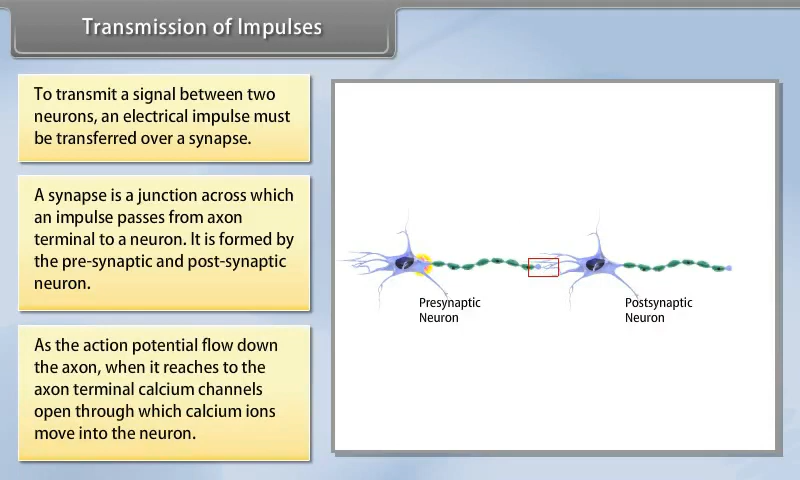 Transmission of Impulses
To transmit a signal between two
neurons, an electrical impulse must
be transferred over a synapse.
A synapse is a junction across which
an impulse passes from axon
terminal to a neuron. It is formed by
the pre-synaptic and post-synaptic
neuron.
As the action potential flow down
the axon, when it reaches to the
axon terminal calcium channels
open through which calcium ions
move into the neuron.
Presynaptic
Neuron
Postsynaptic
Neuron